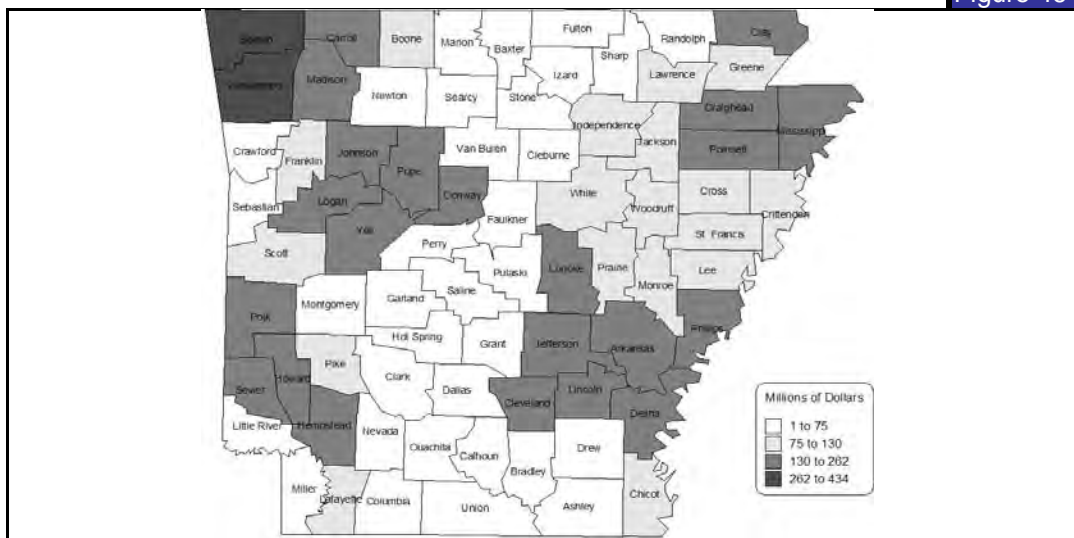 Boone
Marion
Baxter
Fulton
Randolph
Clay
Carroll
Benton
Sharp
Izard
Lawrence
Greene
Madison
Newton
Searcy
Stone
Craighead
Mississippi
Independence
Jackson
Poinsett
Crawford
Franklin
Johnson
Pope
Van Buren
Cleburne
Logan
Conway
White
Woodruff
Cross
Crittenden
Sebastian
Faulkner
Yell
St. Francis
Perry
Scott
Pulaski
Lonoke
Prairie
Lee
Monroe
Saline
Montgomery
Garland
Polk
Hot Spring
Grant
Jefferson
Arkansas
Phillips
Pike
Howard
Clark
Dallas
Lincoln
Sevier
Cleveland
Desha
Hempstead
Little River
Nevada
Ouachita
Calhoun
Bradley
Drew
Miller
Lafayette
Columbia
Union
Ashley
Chicot
Millions of Dollars
1 to 75
75 to 130
130 to 262
262 to 434